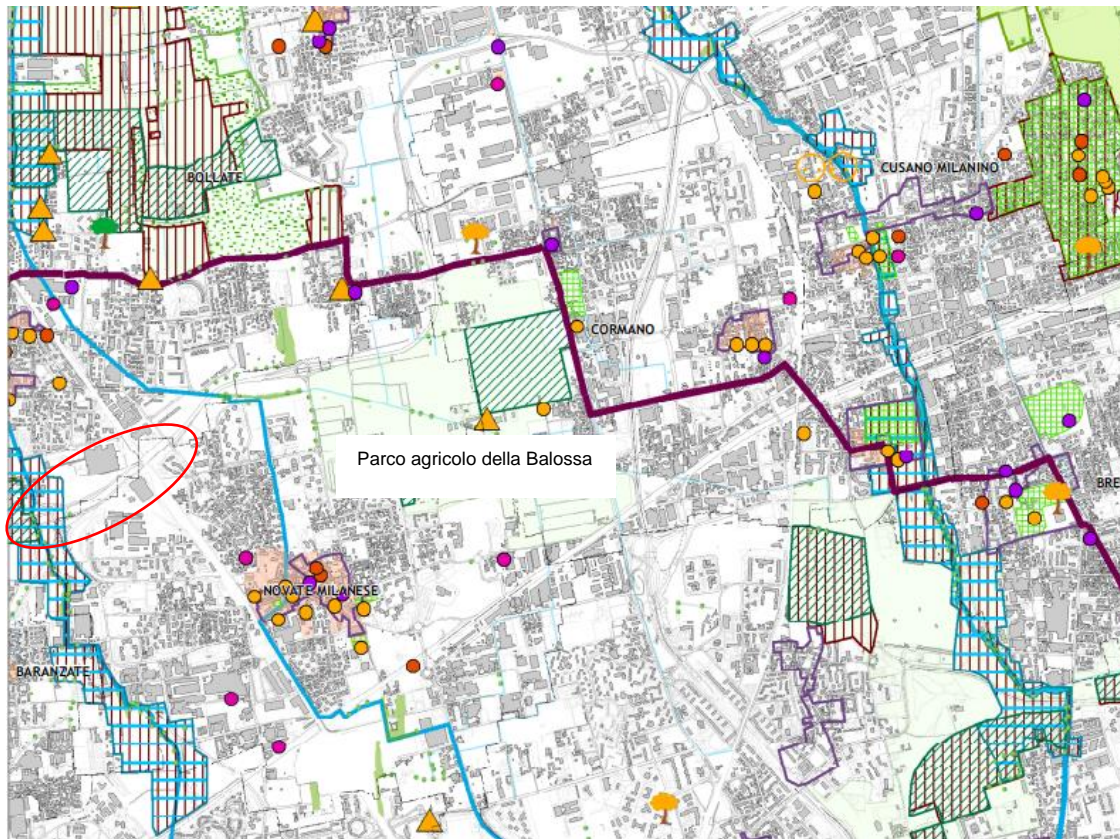 BOLLATE
CUSANO MILANINO
CORMANO
Parco agricolo della Balossa
BRE
NOVATE MILANESE
BARANZATE